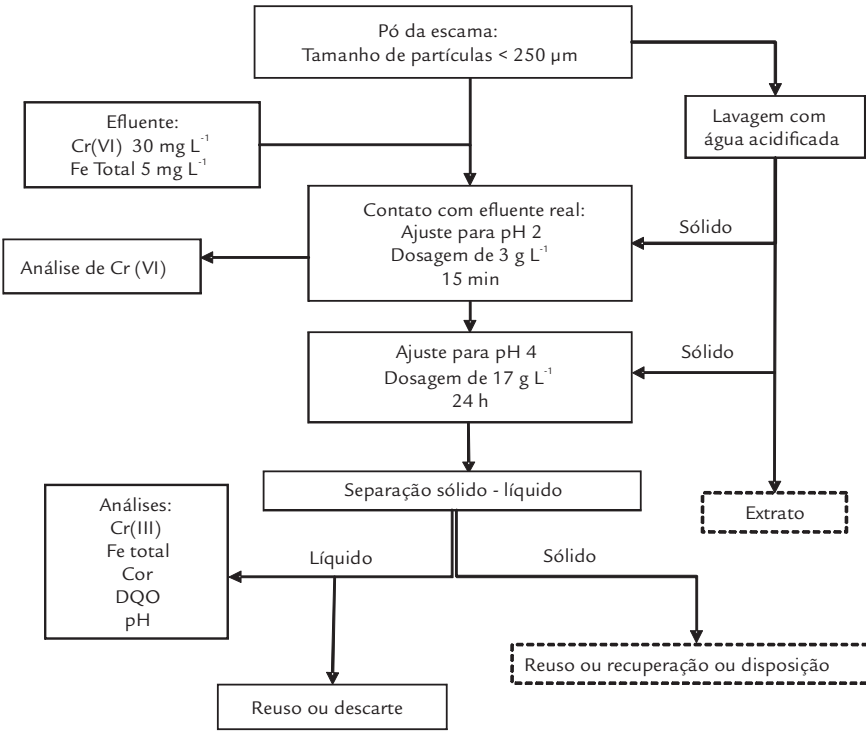 Pó da escama:
Tamanho de partículas < 250 µm
Efluente:
Cr(VI) 30 mg L⁻¹
Fe Total 5 mg L⁻¹
Lavagem com
água acidificada
Contato com efluente real:
Ajuste para pH 2
Dosagem de 3 g L⁻¹
15 min
Sólido
Análise de Cr (VI)
Ajuste para pH 4
Dosagem de 17 g L⁻¹
24 h
Sólido
Separação sólido - líquido
Extrato
Análises:
Cr(III)
Fe total
Cor
DQO
pH
Líquido
Sólido
Reuso ou recuperação ou disposição
Reuso ou descarte